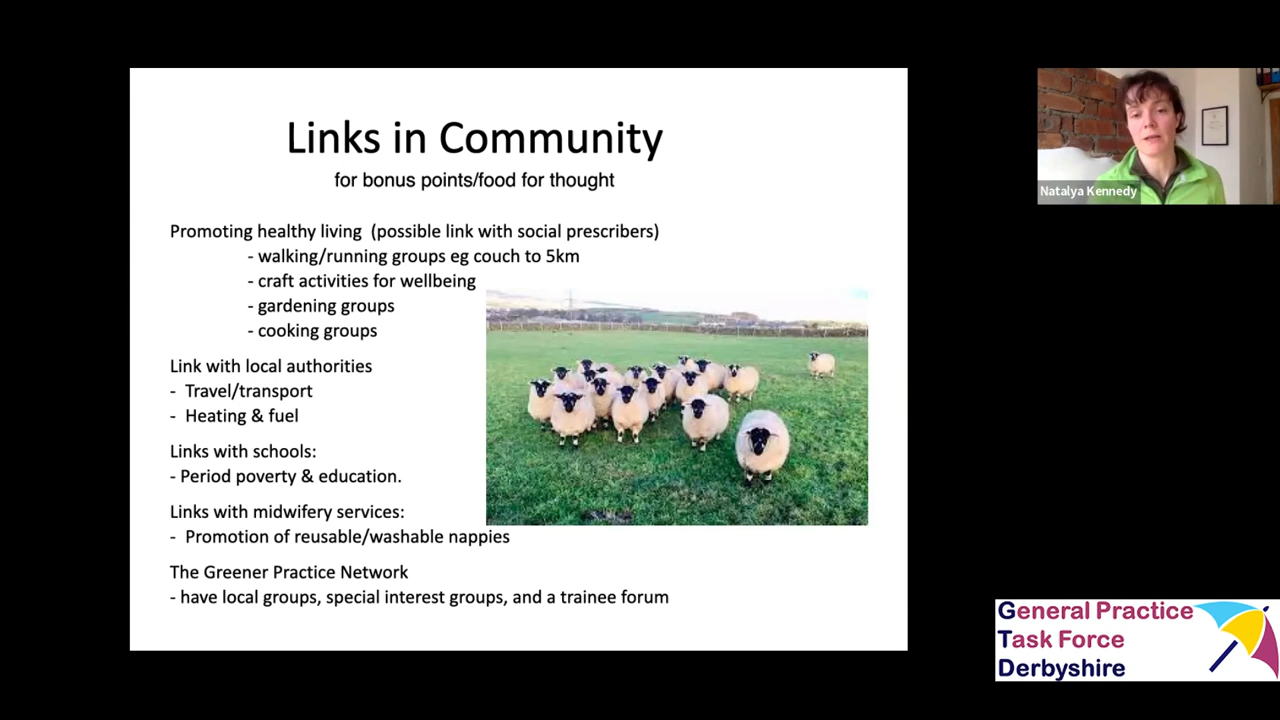 Links in Community
for bonus points/food for thought
Promoting healthy living (possible link with social prescribers)
- walking/running groups eg couch to 5km
- craft activities for wellbeing
- gardening groups
- cooking groups
Link with local authorities
- Travel/transport
- Heating & fuel
Links with schools:
- Period poverty & education.
Links with midwifery services:
- Promotion of reusable/washable nappies
The Greener Practice Network
- have local groups, special interest groups, and a trainee forum
Natalya Kennedy
General Practice
Task Force
Derbyshire